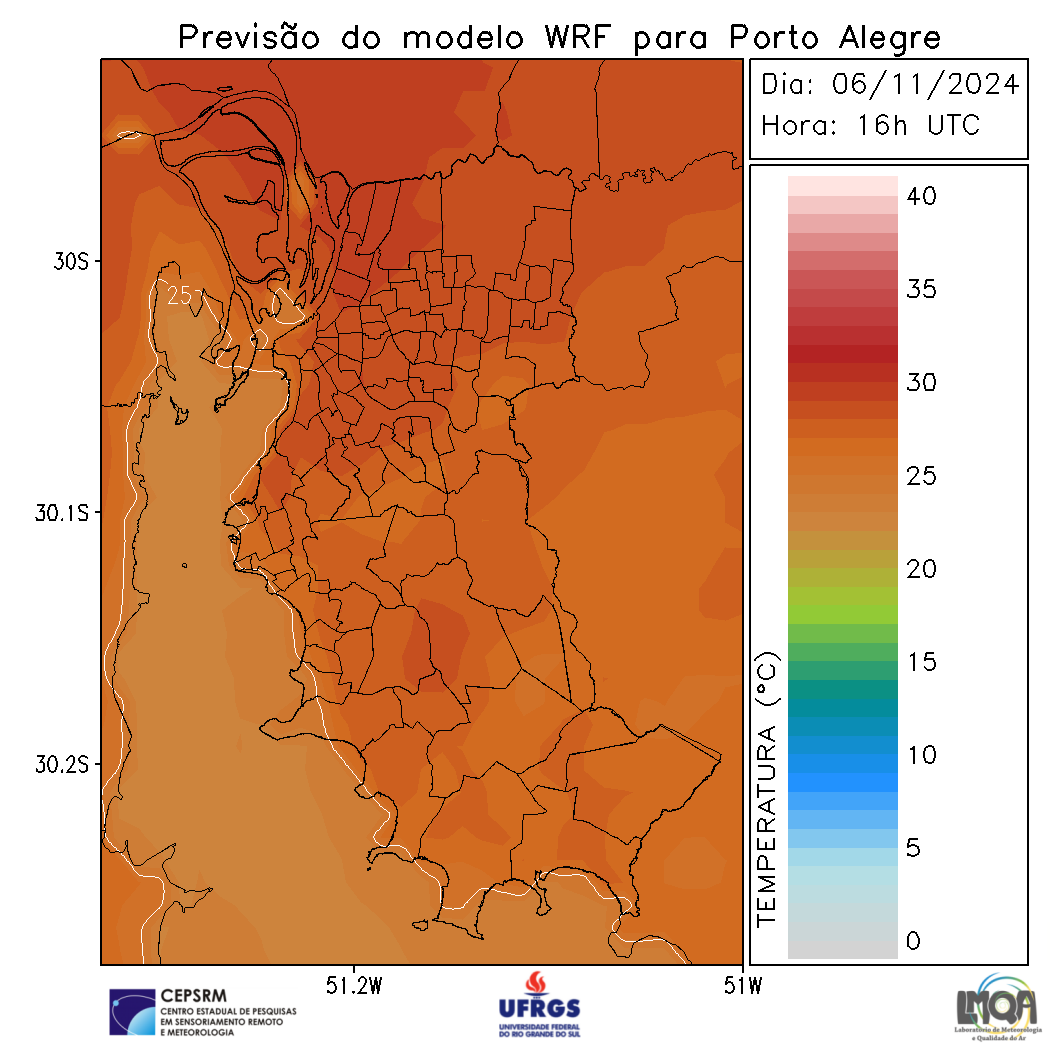 Previsão do modelo WRF para Porto Alegre
Dia: 06/11/2024
Hora: 16h UTC
30S
30.1S
30.2S
51.2W
51W
25
TEMPERATURA (°C)
40
35
30
25
20
15
10
5
0
CEPSRM
CENTRO ESTADUAL DE PESQUISAS
EM SENSORIAMENTO REMOTO
E METEOROLOGIA
UFRGS
UNIVERSIDADE FEDERAL
DO RIO GRANDE DO SUL
LMQA
Laboratório de Meteorologia
e Qualidade do Ar